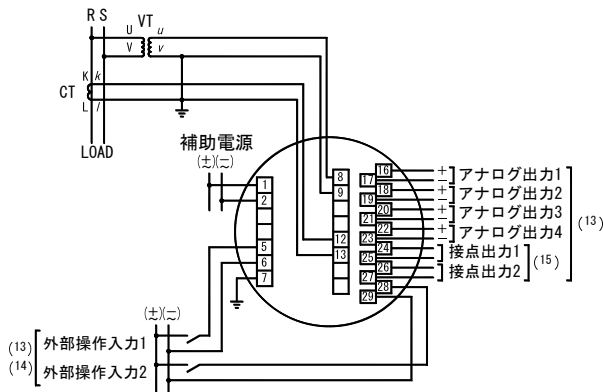 R S
VT
U u
V v
K k
CT
L l
LOAD
補助電源
(±)(−)
1
2
5
6
7
8
9
12
13
16
17
18
19
20
21
22
23
24
25
26
27
28
29
+
− アナログ出力1
+
− アナログ出力2
+
− アナログ出力3
+
− アナログ出力4
(13)
接点出力1
接点出力2
(15)
(±)(−)
(13)
(14)
外部操作入力1
外部操作入力2